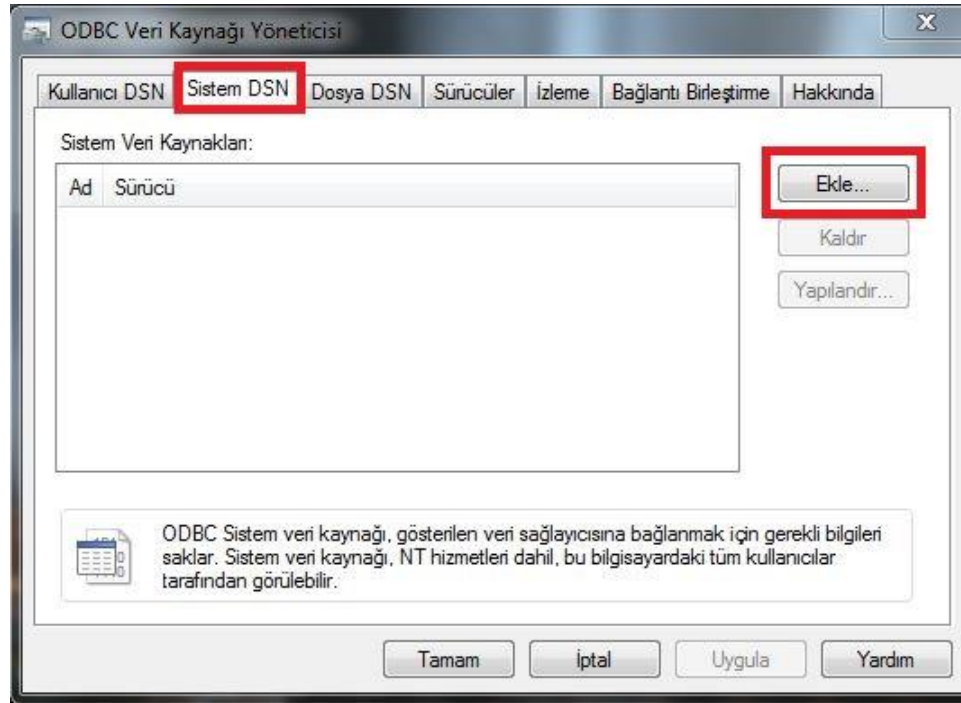 ODBC Veri Kaynağı Yöneticisi
Kullanıcı DSN Sistem DSN Dosya DSN Sürücüler İzleme Bağlantı Birleştirme Hakkında
Sistem Veri Kaynakları:
Ad Sürücü
Ekle...
Kaldır
Yapılandır...
ODBC Sistem veri kaynağı, gösterilen veri sağlayıcısına bağlanmak için gerekli bilgileri
saklar. Sistem veri kaynağı, NT hizmetleri dahil, bu bilgisayardaki tüm kullanıcılar
tarafından görülebilir.
Tamam İptal Uygula Yardım